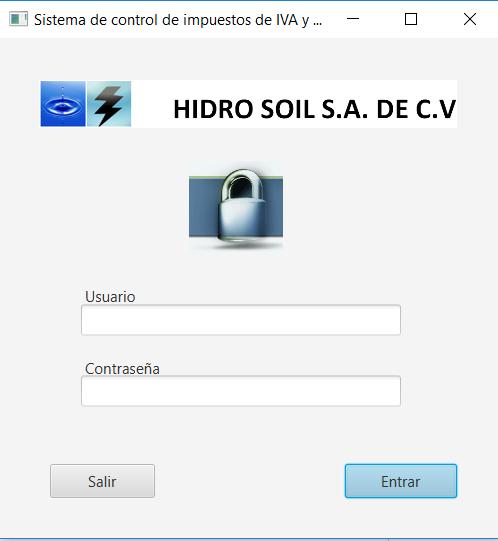 Sistema de control de impuestos de IVA y ...
HIDRO SOIL S.A. DE C.V
Usuario
Contraseña
Salir
Entrar